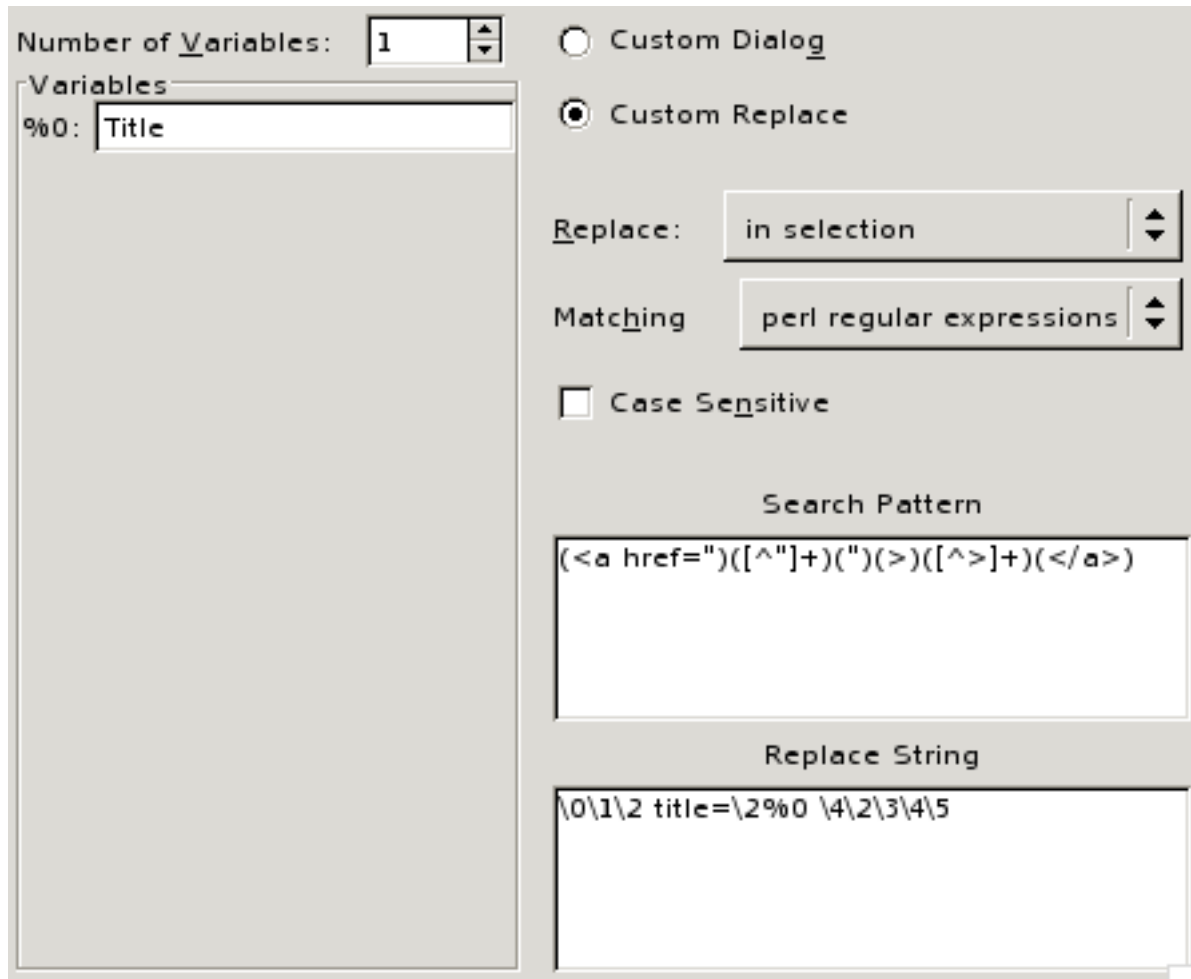 Number of Variables: 1
Variables
%0: Title
Custom Dialog
Custom Replace
Replace: in selection
Matching perl regular expressions
Case Sensitive
Search Pattern
(<a href=")([^"]+)(")(>)([^>]+)(</a>)
Replace String
\0\1\2 title=\2%0 \4\2\3\4\5